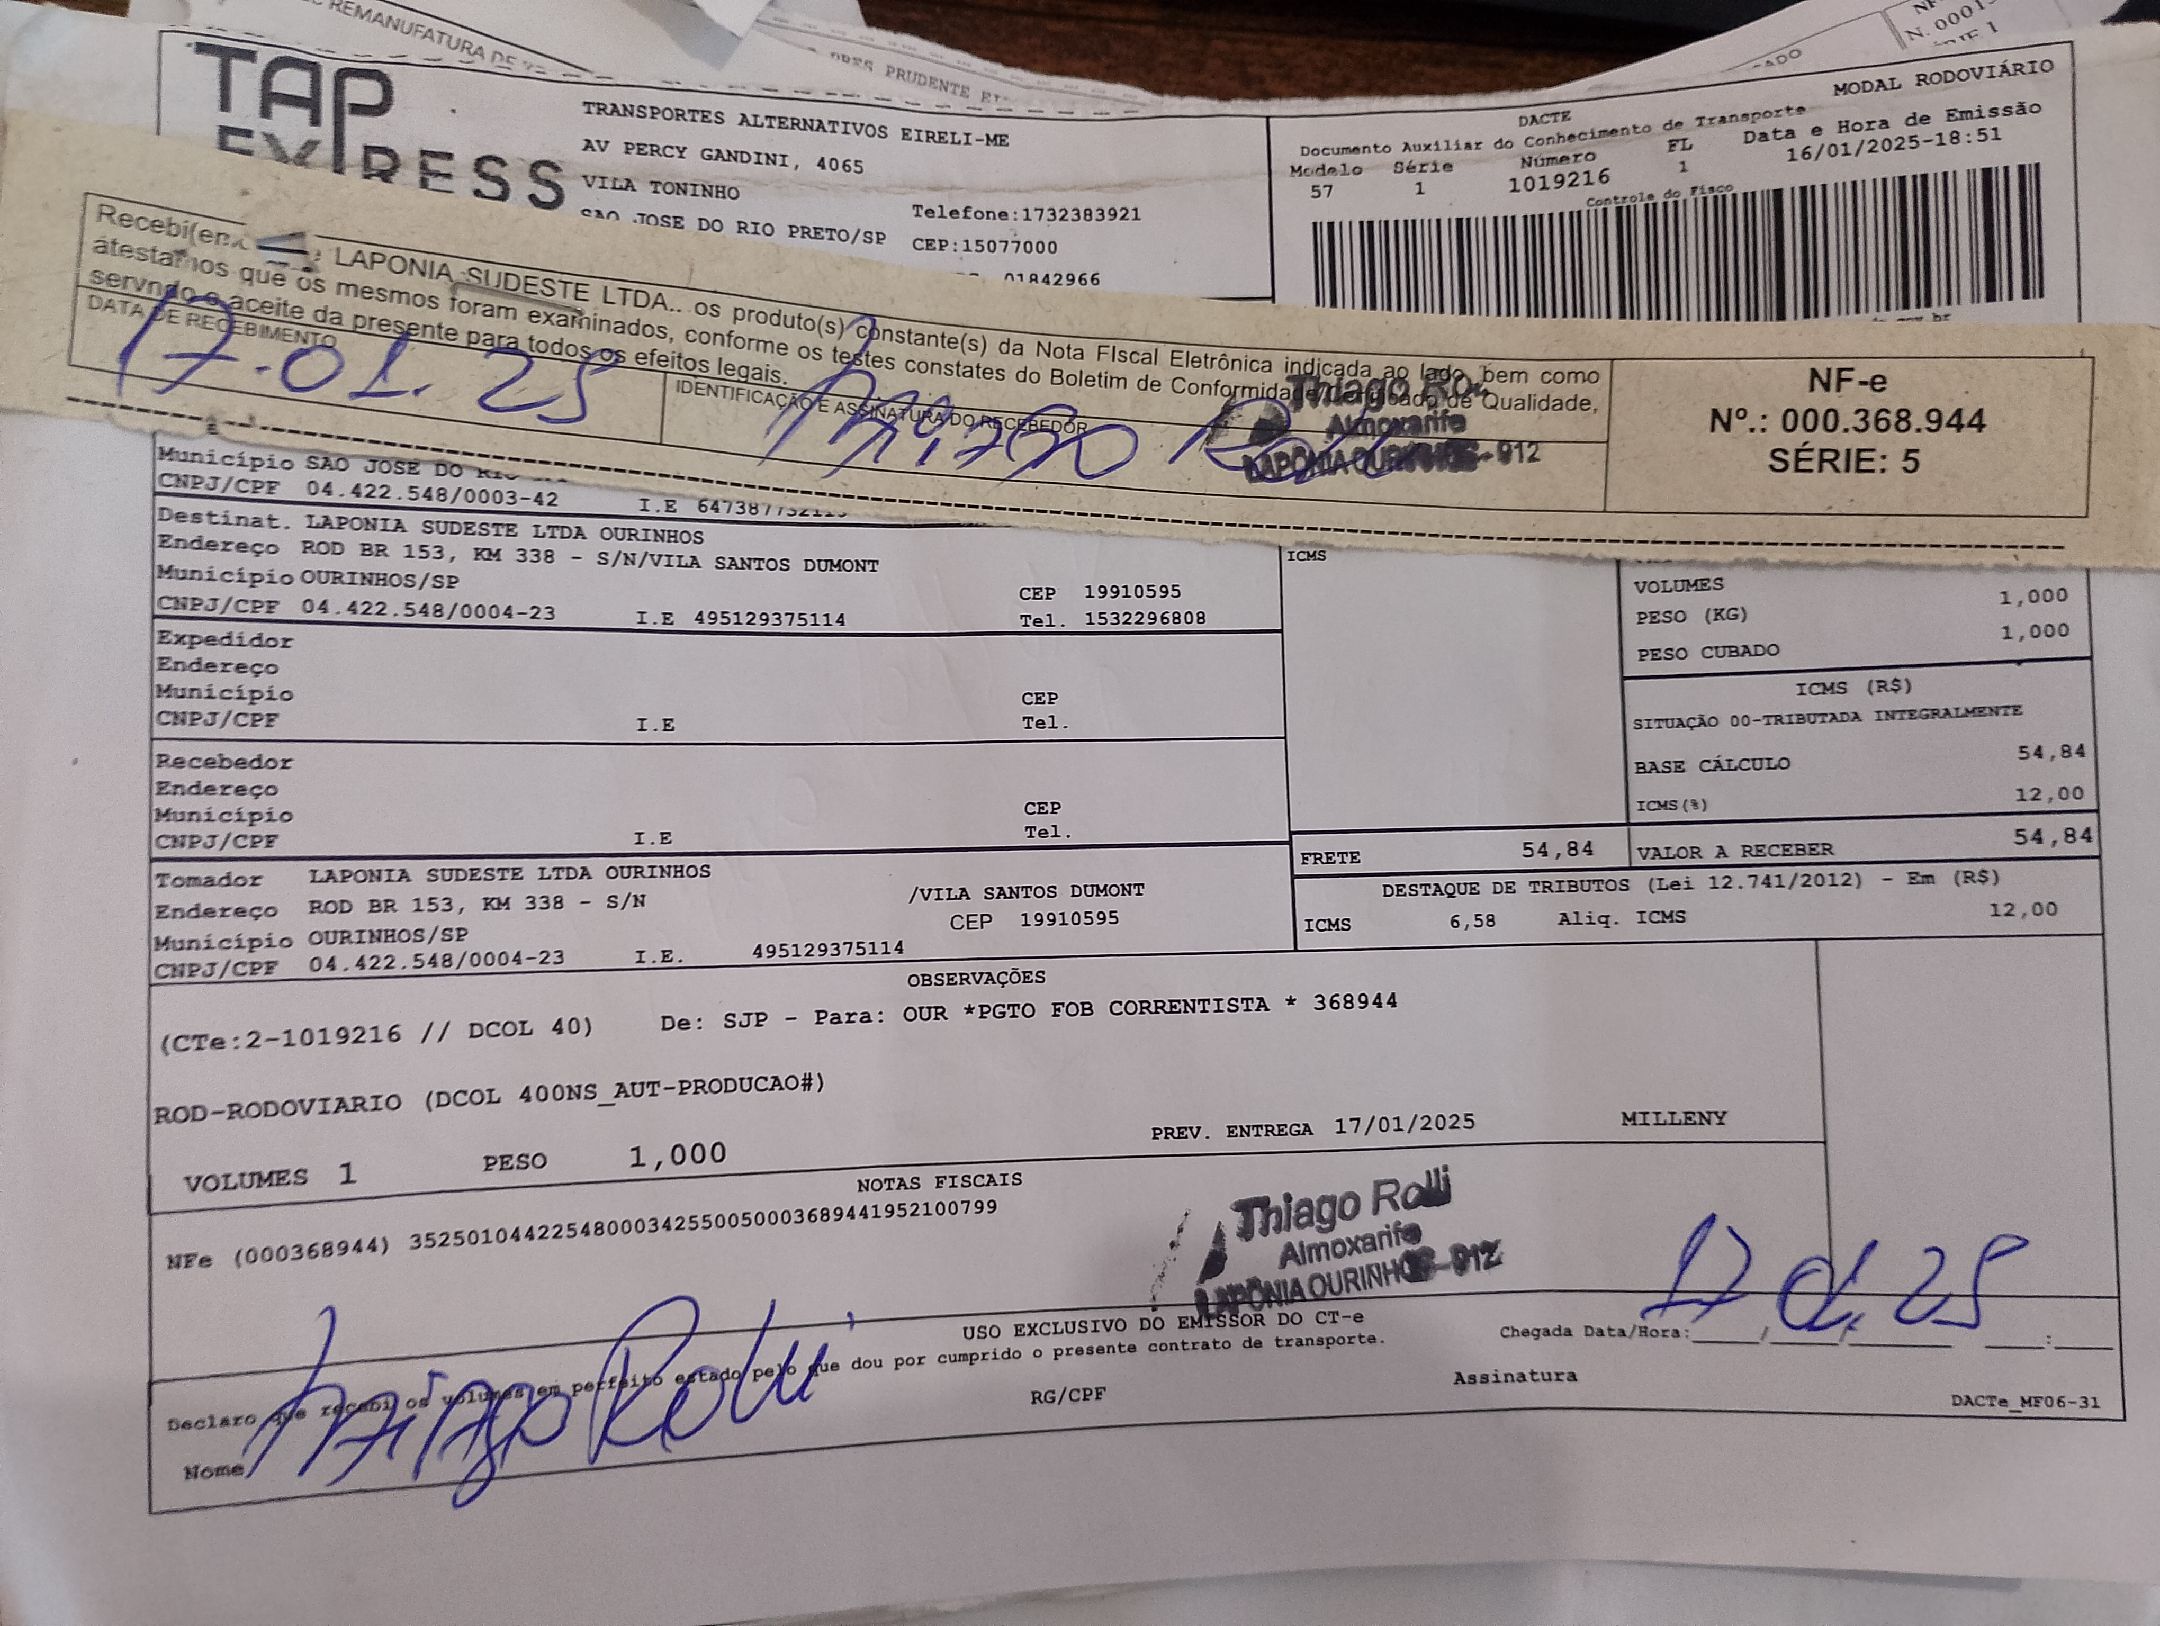 REMANUFATURA DE
PRUDENTE
TAP
EXPRESS
TRANSPORTES ALTERNATIVOS EIRELI-ME
AV PERCY GANDINI, 4065
VILA TONINHO
SAO JOSE DO RIO PRETO/SP
Telefone:1732383921
CEP:15077000
01842966
DACTE
MODAL RODOVIÁRIO
Documento Auxiliar do Conhecimento de Transporte
Modelo Série Número FL Data e Hora de Emissão
57 1 1019216 1 16/01/2025-18:51
Controle do Fisco
LAPONIA SUDESTE LTDA.. os produto(s) constante(s) da Nota FIscal Eletrônica indicada ao lado, bem como
atestamos que os mesmos foram examinados, conforme os testes constates do Boletim de Conformidade de Qualidade,
servndo o aceite da presente para todos os efeitos legais.
DATA DE RECEBIMENTO
17.01.25
IDENTIFICAÇÃO E ASSINATURA DO RECEBEDOR
Thiago
Almoxarife
LAPÔNIA 912
NF-e
Nº.: 000.368.944
SÉRIE: 5
Município SAO JOSE DO
CNPJ/CPF 04.422.548/0003-42 I.E
Destinat. LAPONIA SUDESTE LTDA OURINHOS
Endereço ROD BR 153, KM 338 - S/N/VILA SANTOS DUMONT
Município OURINHOS/SP CEP 19910595
CNPJ/CPF 04.422.548/0004-23 I.E 495129375114 Tel. 1532296808
Expedidor
Endereço
Município CEP
CNPJ/CPF I.E Tel.
Recebedor
Endereço
Município CEP
CNPJ/CPF I.E Tel.
Tomador LAPONIA SUDESTE LTDA OURINHOS
Endereço ROD BR 153, KM 338 - S/N /VILA SANTOS DUMONT
Município OURINHOS/SP CEP 19910595
CNPJ/CPF 04.422.548/0004-23 I.E. 495129375114
ICMS
VOLUMES 1,000
PESO (KG) 1,000
PESO CUBADO
ICMS (R$)
SITUAÇÃO 00-TRIBUTADA INTEGRALMENTE
BASE CÁLCULO 54,84
ICMS(%) 12,00
FRETE 54,84 VALOR A RECEBER 54,84
DESTAQUE DE TRIBUTOS (Lei 12.741/2012) - Em (R$)
ICMS 6,58 Aliq. ICMS 12,00
OBSERVAÇÕES
(CTe:2-1019216 // DCOL 40) De: SJP - Para: OUR *PGTO FOB CORRENTISTA * 368944
ROD-RODOVIARIO (DCOL 400NS_AUT-PRODUCAO#)
VOLUMES 1 PESO 1,000 PREV. ENTREGA 17/01/2025 MILLENY
NOTAS FISCAIS
NFe (000368944) 35250104422548000342550050003689441952100799
Thiago Rolli
Almoxarife
LAPÔNIA OURINHOS-912
17 01.25
USO EXCLUSIVO DO EMISSOR DO CT-e
Declaro que recebi os volumes em perfeito estado pelo que dou por cumprido o presente contrato de transporte.
Chegada Data/Hora:____/____/____ ____:____
Nome Thiago Rolli RG/CPF Assinatura
DACTe_MF06-31